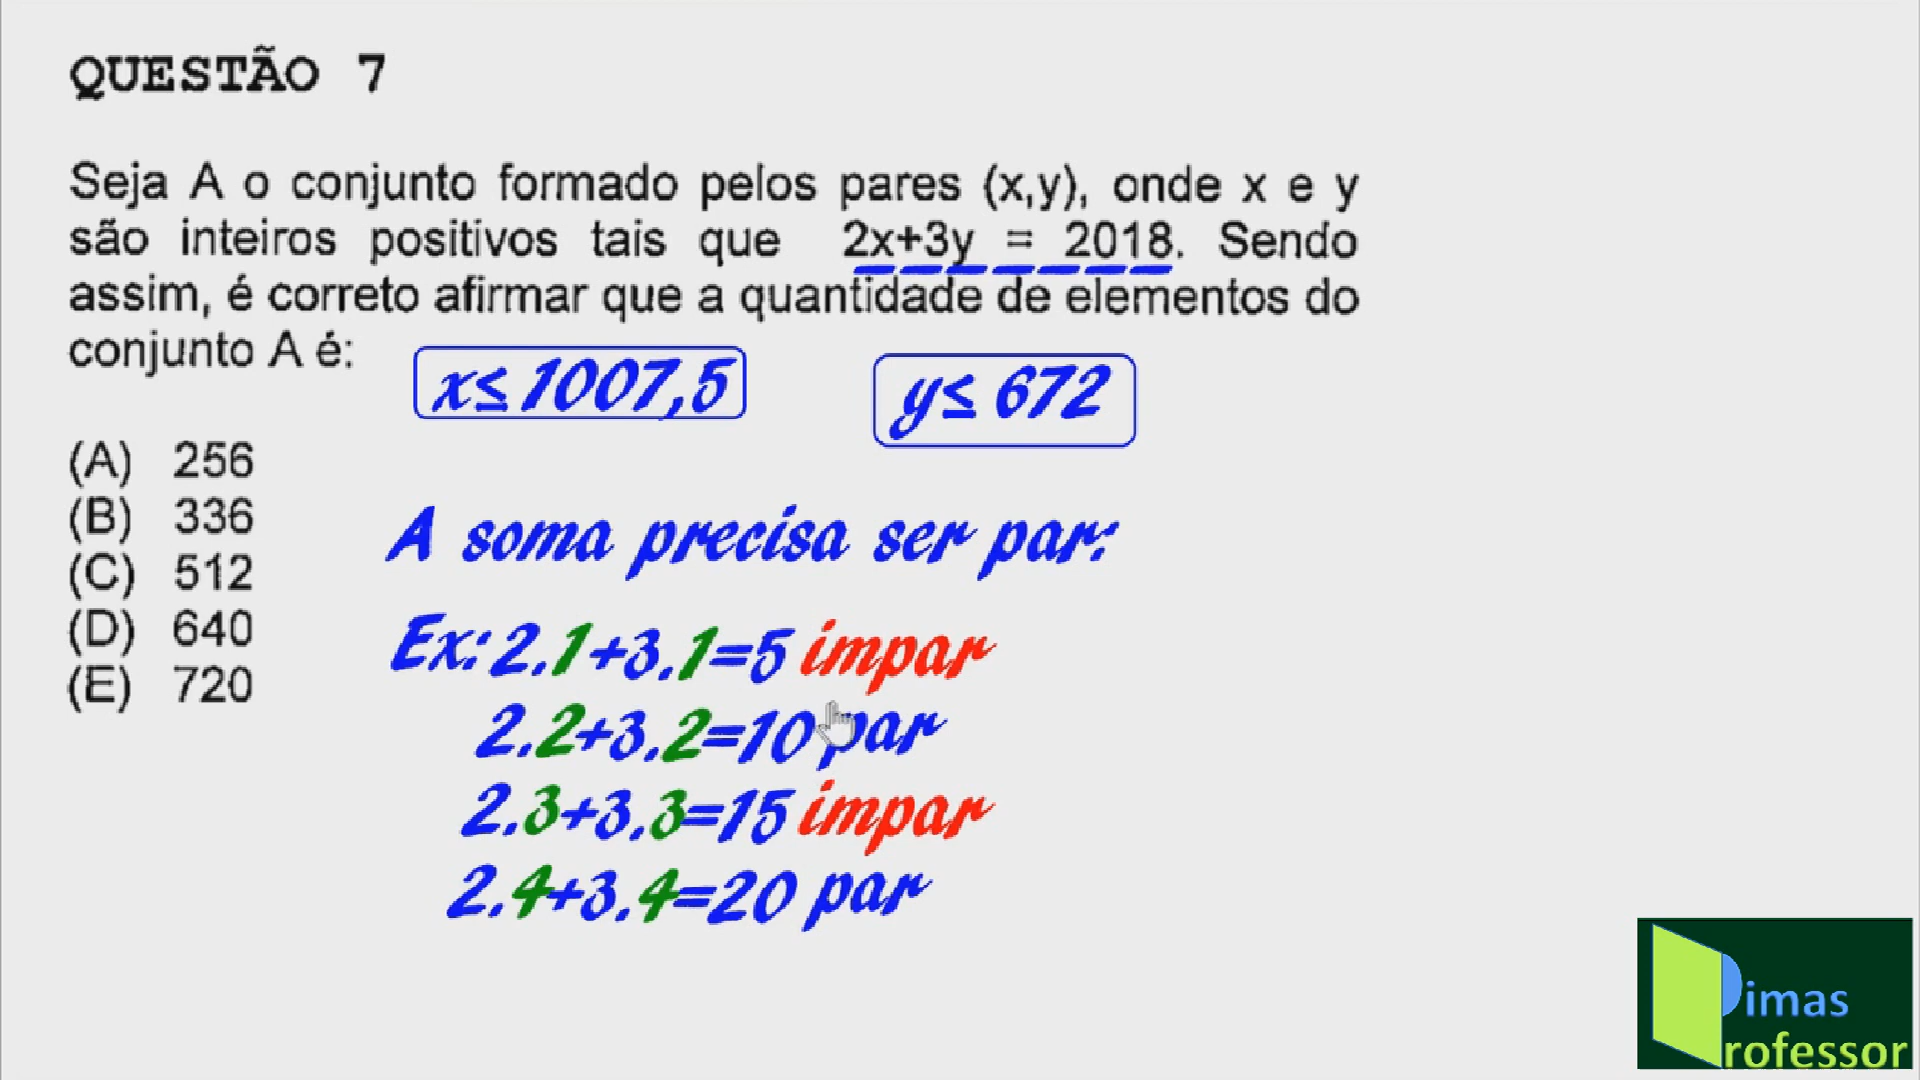 QUESTÃO 7
Seja A o conjunto formado pelos pares (x,y), onde x e y
são inteiros positivos tais que 2x+3y = 2018. Sendo
assim, é correto afirmar que a quantidade de elementos do
conjunto A é:
x≤ 1007,5
y≤ 672
(A) 256
(B) 336
(C) 512
(D) 640
(E) 720
A soma precisa ser par:
Ex: 2.1+3.1=5 impar
2.2+3.2=10 par
2.3+3.3=15 impar
2.4+3.4=20 par
Dimas
Professor